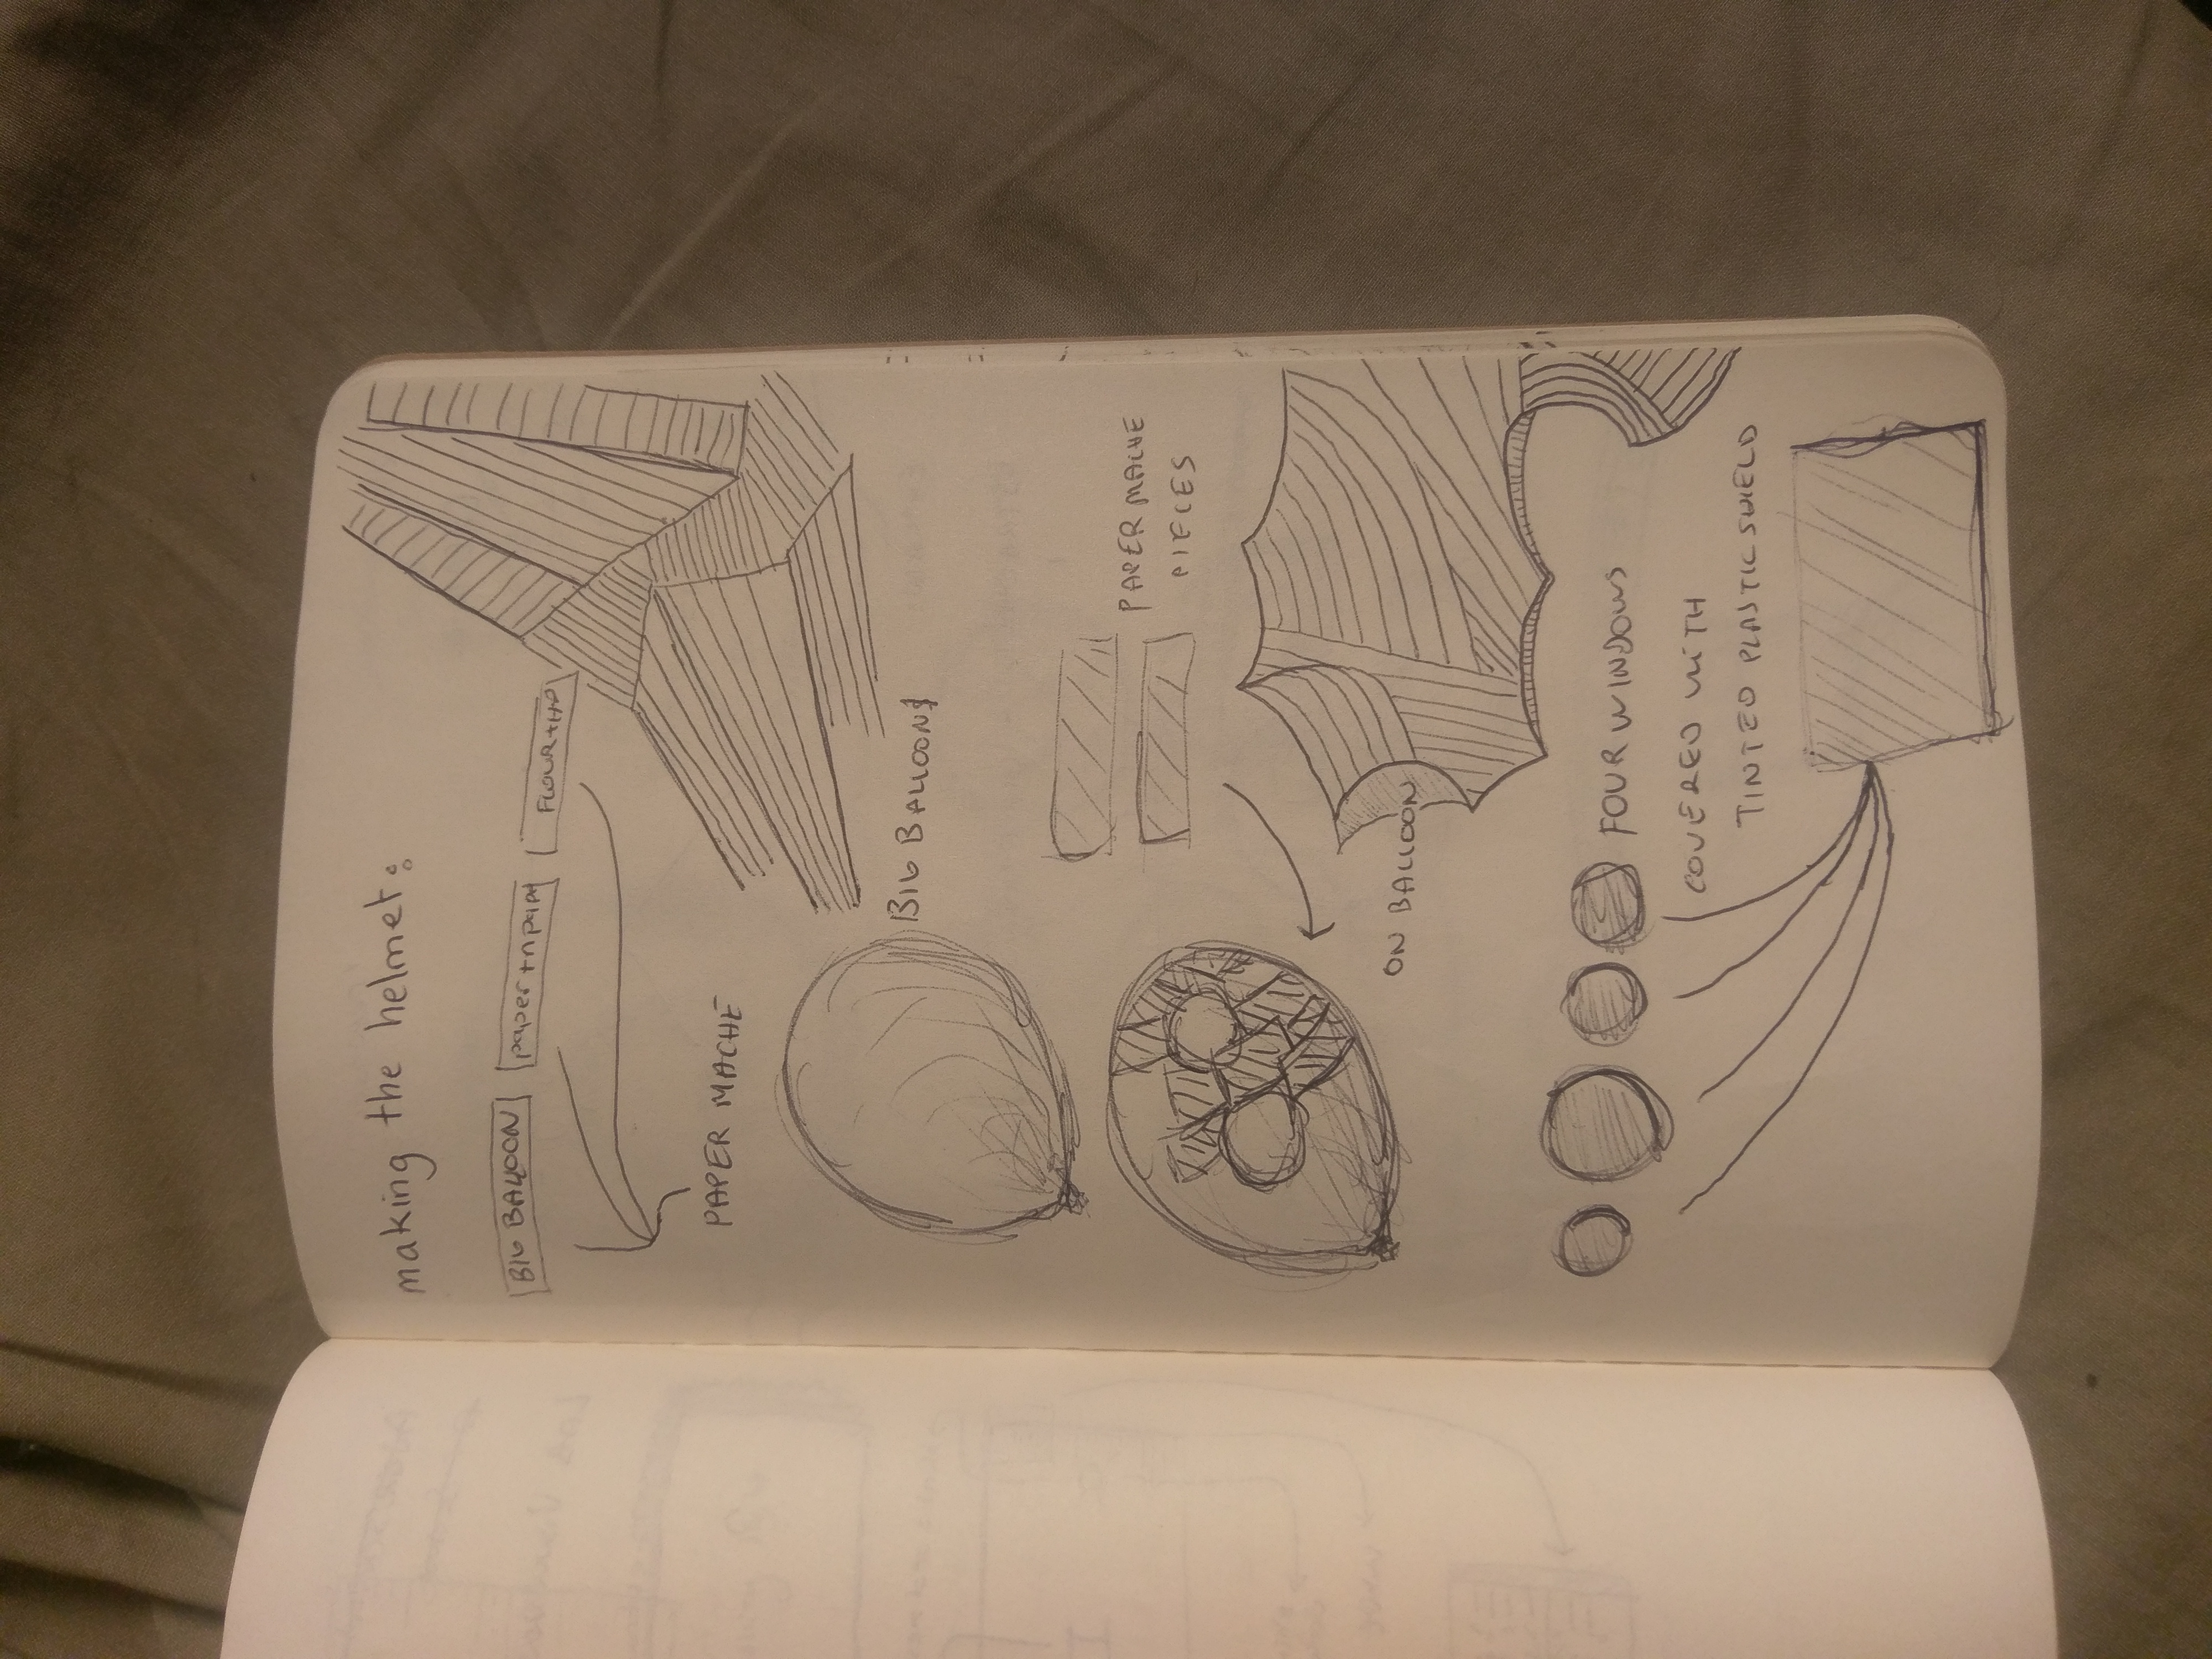 making the helmet:
BIG BALLOON
paper + npaper
FLOUR + H2O
PAPER MACHE
BIG BALLOON
PAPER MACHE
PIECES
ON BALLOON
FOUR WINDOWS
COVERED WITH
TINTED PLASTIC SHIELD